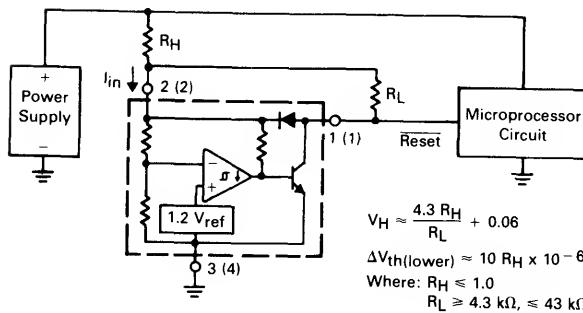 R_H
I_in
2 (2)
+
Power
Supply
−
R_L
1 (1)
Reset
Microprocessor
Circuit
−
+
1.2 V_ref
3 (4)
V_H ≈ 4.3 R_H / R_L + 0.06
ΔV_th(lower) ≈ 10 R_H x 10⁻⁶
Where: R_H ≤ 1.0
R_L ≥ 4.3 kΩ, ≤ 43 kΩ